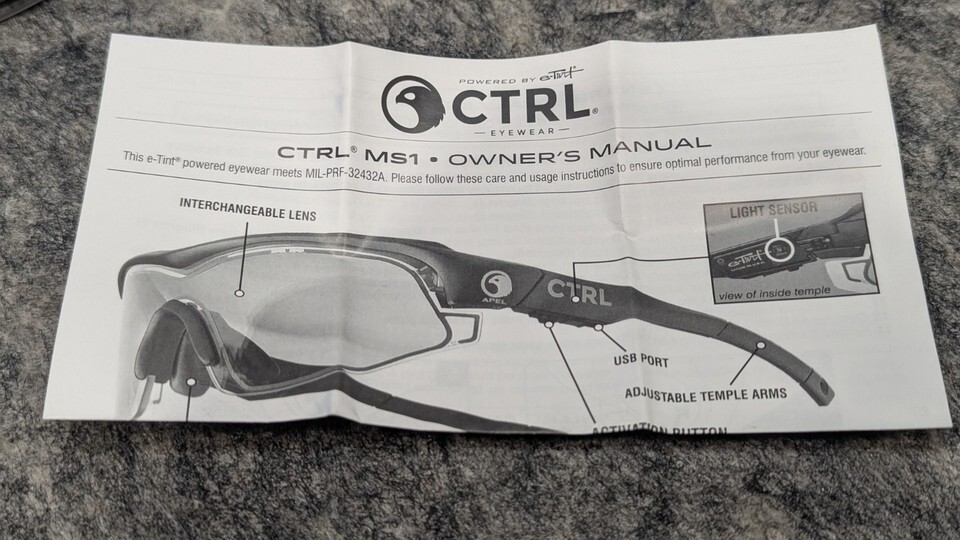 POWERED BY e-Tint®
CTRL®
EYEWEAR
CTRL® MS1 • OWNER'S MANUAL
This e-Tint® powered eyewear meets MIL-PRF-32432A. Please follow these care and usage instructions to ensure optimal performance from your eyewear.
INTERCHANGEABLE LENS
LIGHT SENSOR
e-Tint
view of inside temple
APEL
CTRL
USB PORT
ADJUSTABLE TEMPLE ARMS
ACTIVATION BUTTON